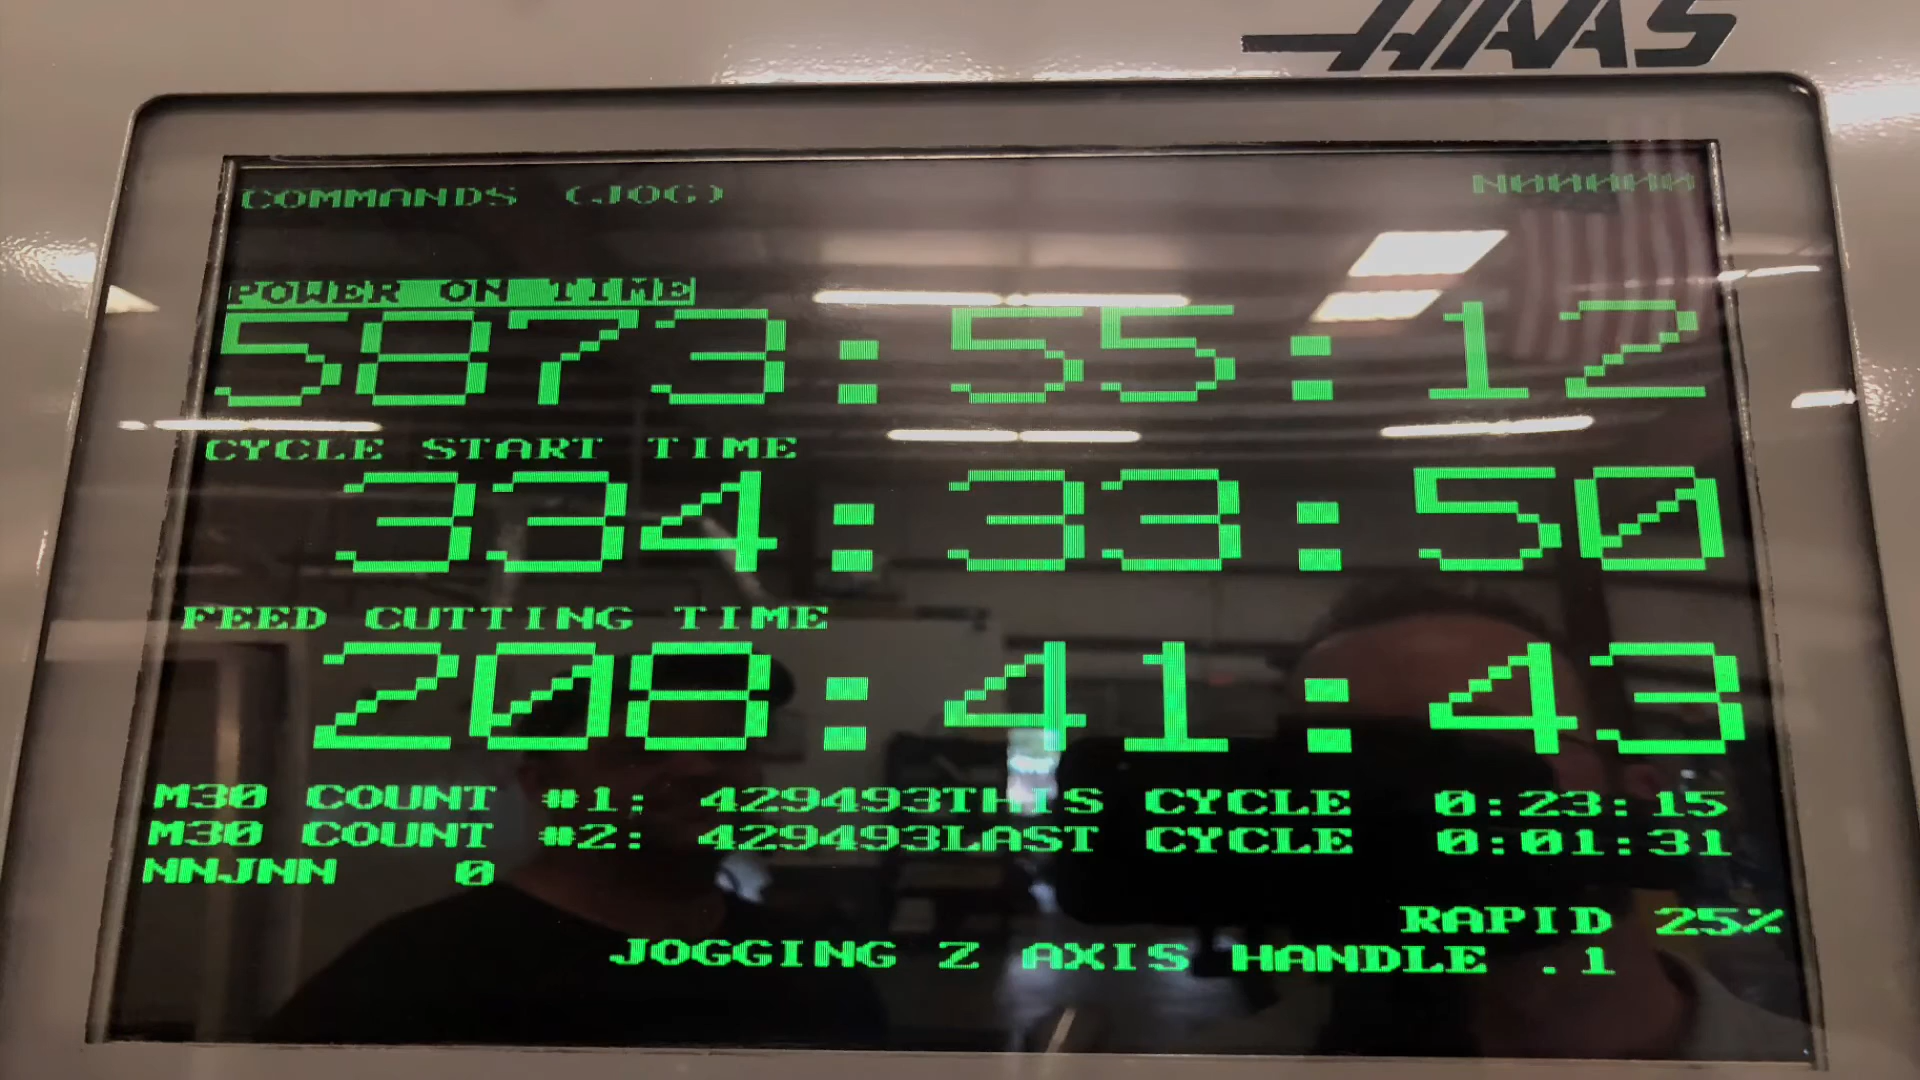 HAAS
COMMANDS (JOG)
POWER ON TIME
5873:55:12
CYCLE START TIME
334:33:50
FEED CUTTING TIME
208:41:43
M30 COUNT #1: 429493THIS CYCLE 0:23:15
M30 COUNT #2: 429493LAST CYCLE 0:01:31
NNJNN 0
RAPID 25%
JOGGING Z AXIS HANDLE .1